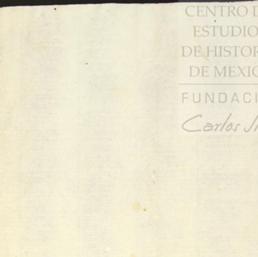 CENTRO D
ESTUDIO
DE HISTOR
DE MEXIC
FUNDACI
Carlos